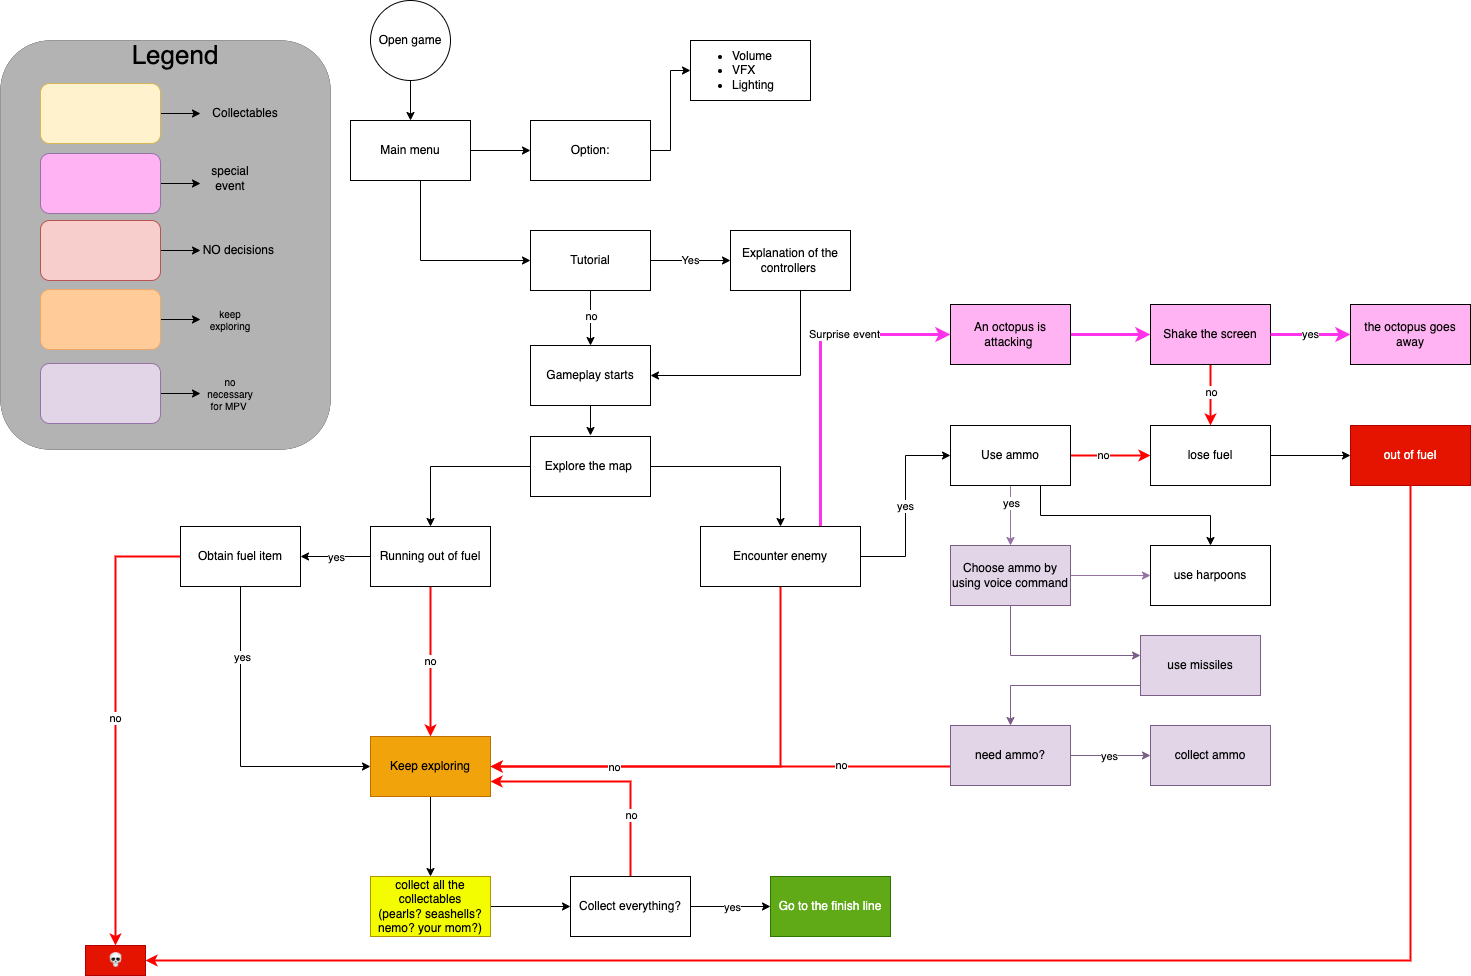 Legend
Collectables
special
event
NO decisions
keep
exploring
no
necessary
for MPV
Open game
Main menu
Option:
• Volume
• VFX
• Lighting
Tutorial
Yes
Explanation of the
controllers
no
Gameplay starts
Explore the map
Surprise event
An octopus is
attacking
Shake the screen
yes
the octopus goes
away
no
Use ammo
no
lose fuel
out of fuel
yes
yes
Obtain fuel item
yes
Running out of fuel
Encounter enemy
Choose ammo by
using voice command
use harpoons
yes
no
use missiles
no
Keep exploring
no
no
need ammo?
yes
collect ammo
no
collect all the
collectables
(pearls? seashells?
nemo? your mom?)
Collect everything?
yes
Go to the finish line